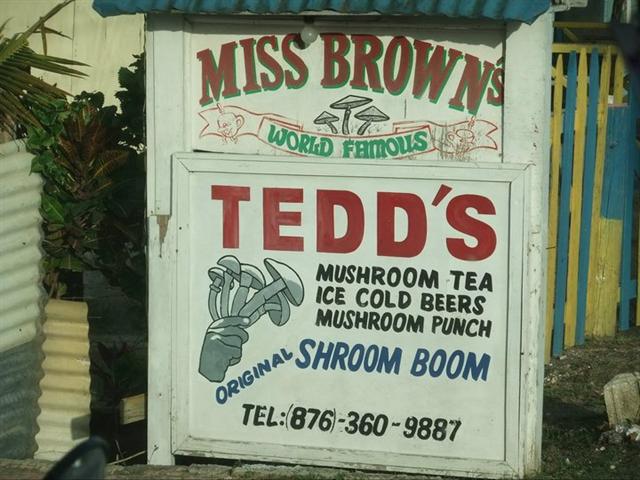 MISS BROWN'S
WORLD FAMOUS
TEDD'S
MUSHROOM TEA
ICE COLD BEERS
MUSHROOM PUNCH
ORIGINAL SHROOM BOOM
TEL:(876)-360-9887